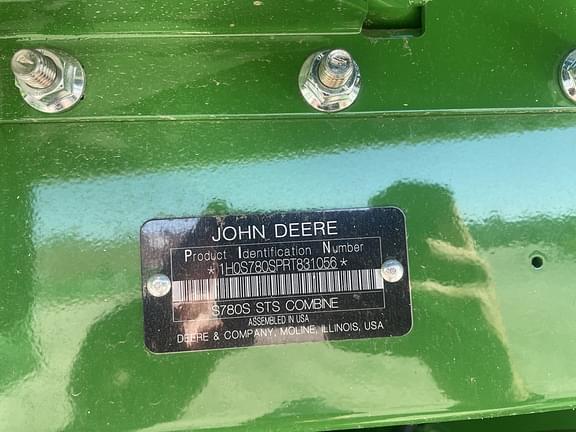 JOHN DEERE
Product Identification Number
*1H0S780SPRT831056*
S780S STS COMBINE
ASSEMBLED IN USA
DEERE & COMPANY, MOLINE, ILLINOIS, USA